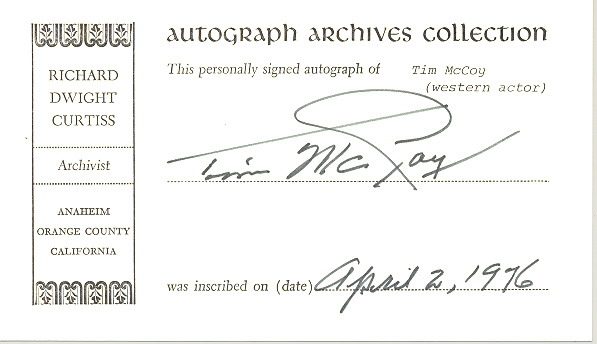 RICHARD
DWIGHT
CURTISS
Archivist
ANAHEIM
ORANGE COUNTY
CALIFORNIA
autograph archives collection
This personally signed autograph of Tim McCoy
(western actor)
Tim McCoy
was inscribed on (date) April 2, 1976